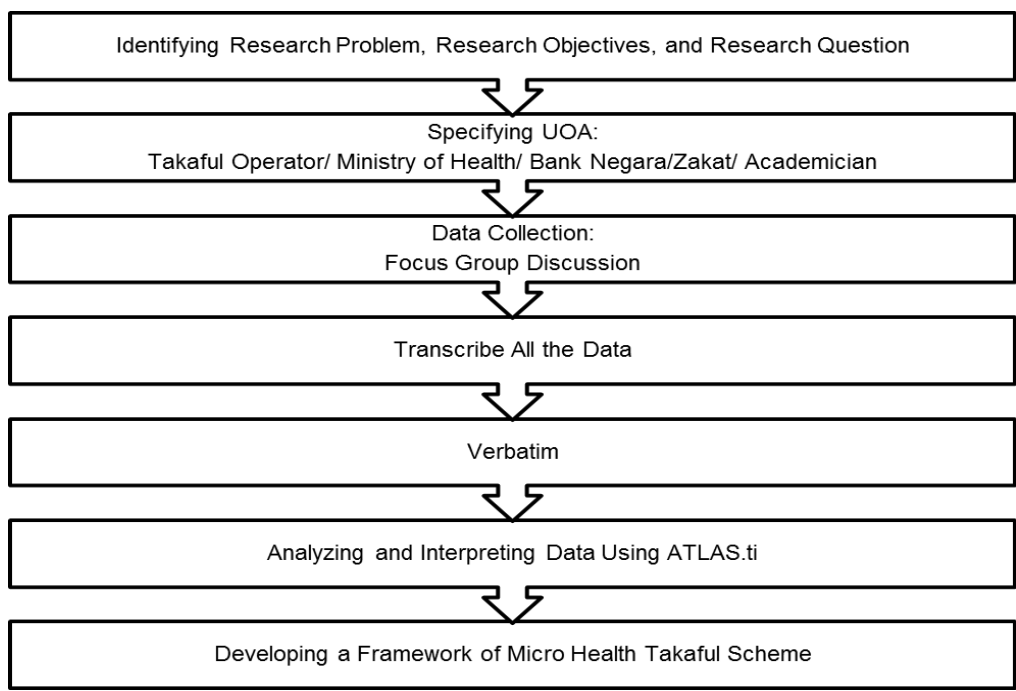 Identifying Research Problem, Research Objectives, and Research Question
Specifying UOA:
Takaful Operator/ Ministry of Health/ Bank Negara/Zakat/ Academician
Data Collection:
Focus Group Discussion
Transcribe All the Data
Verbatim
Analyzing and Interpreting Data Using ATLAS.ti
Developing a Framework of Micro Health Takaful Scheme